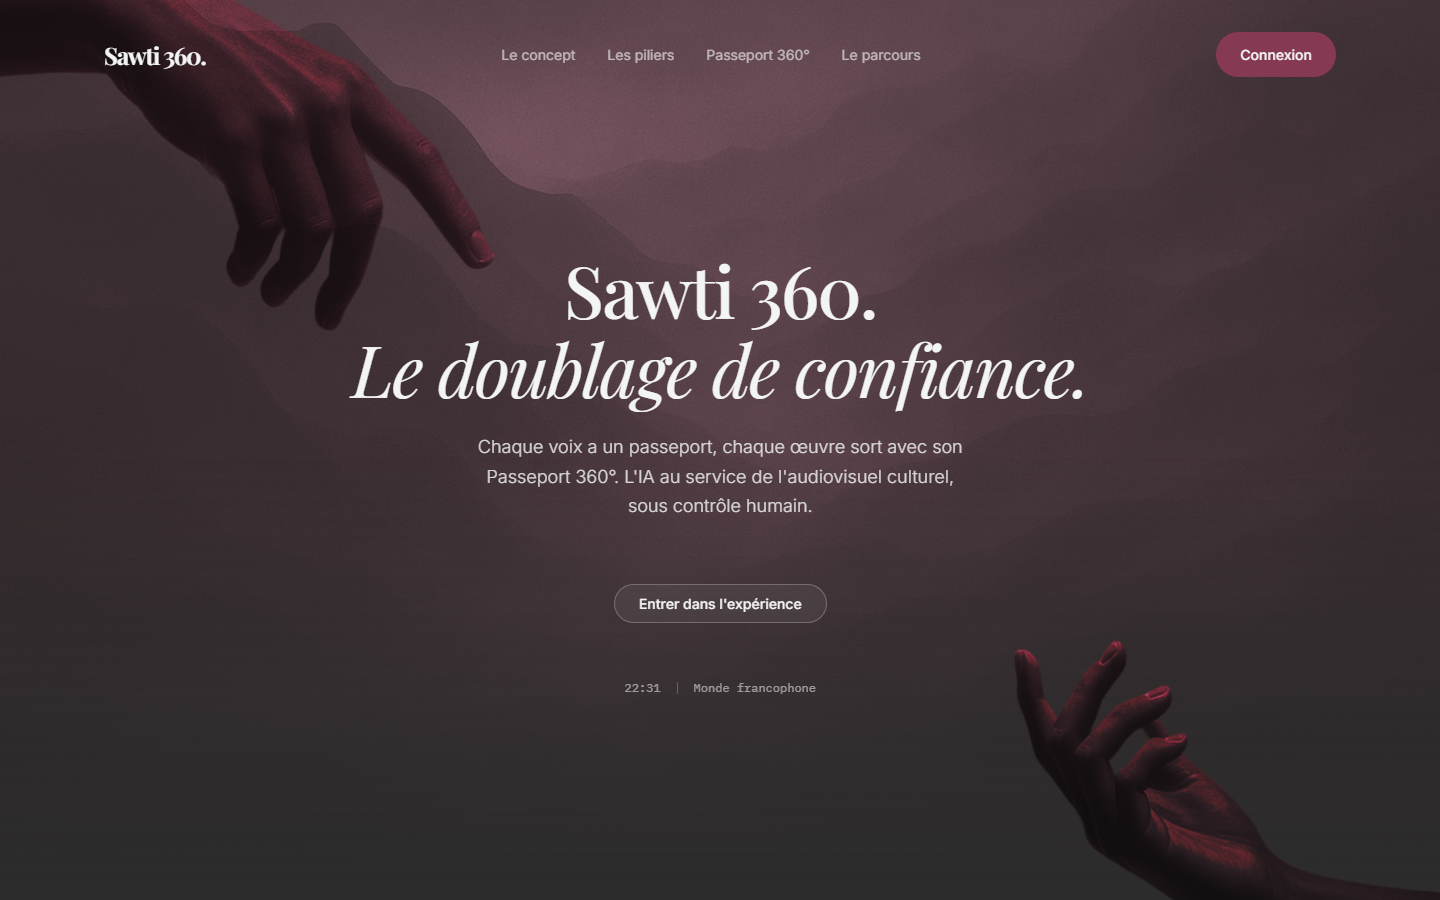 Sawti 360.
Le concept
Les piliers
Passeport 360°
Le parcours
Connexion
Sawti 360.
Le doublage de confiance.
Chaque voix a un passeport, chaque œuvre sort avec son
Passeport 360°. L'IA au service de l'audiovisuel culturel,
sous contrôle humain.
Entrer dans l'expérience
22:31 | Monde francophone